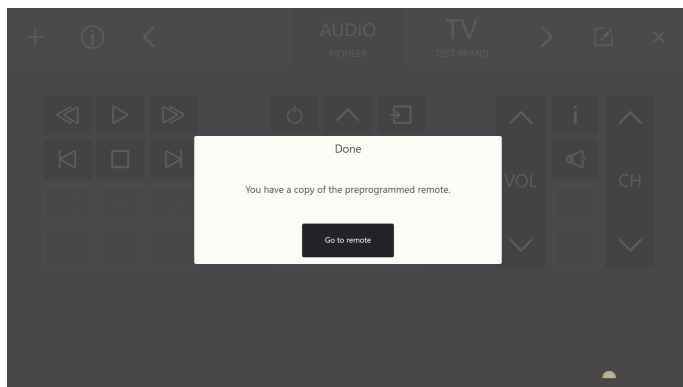 AUDIO
PIONEER
TV
TEST BRAND
Done
You have a copy of the preprogrammed remote.
Go to remote
VOL
CH